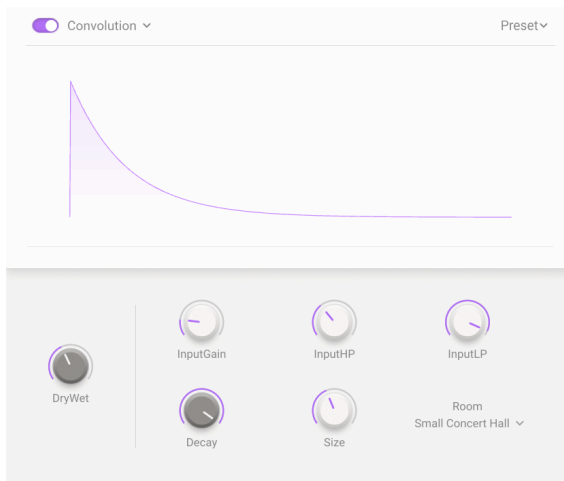 Convolution
Preset
InputGain
InputHP
InputLP
DryWet
Decay
Size
Room
Small Concert Hall